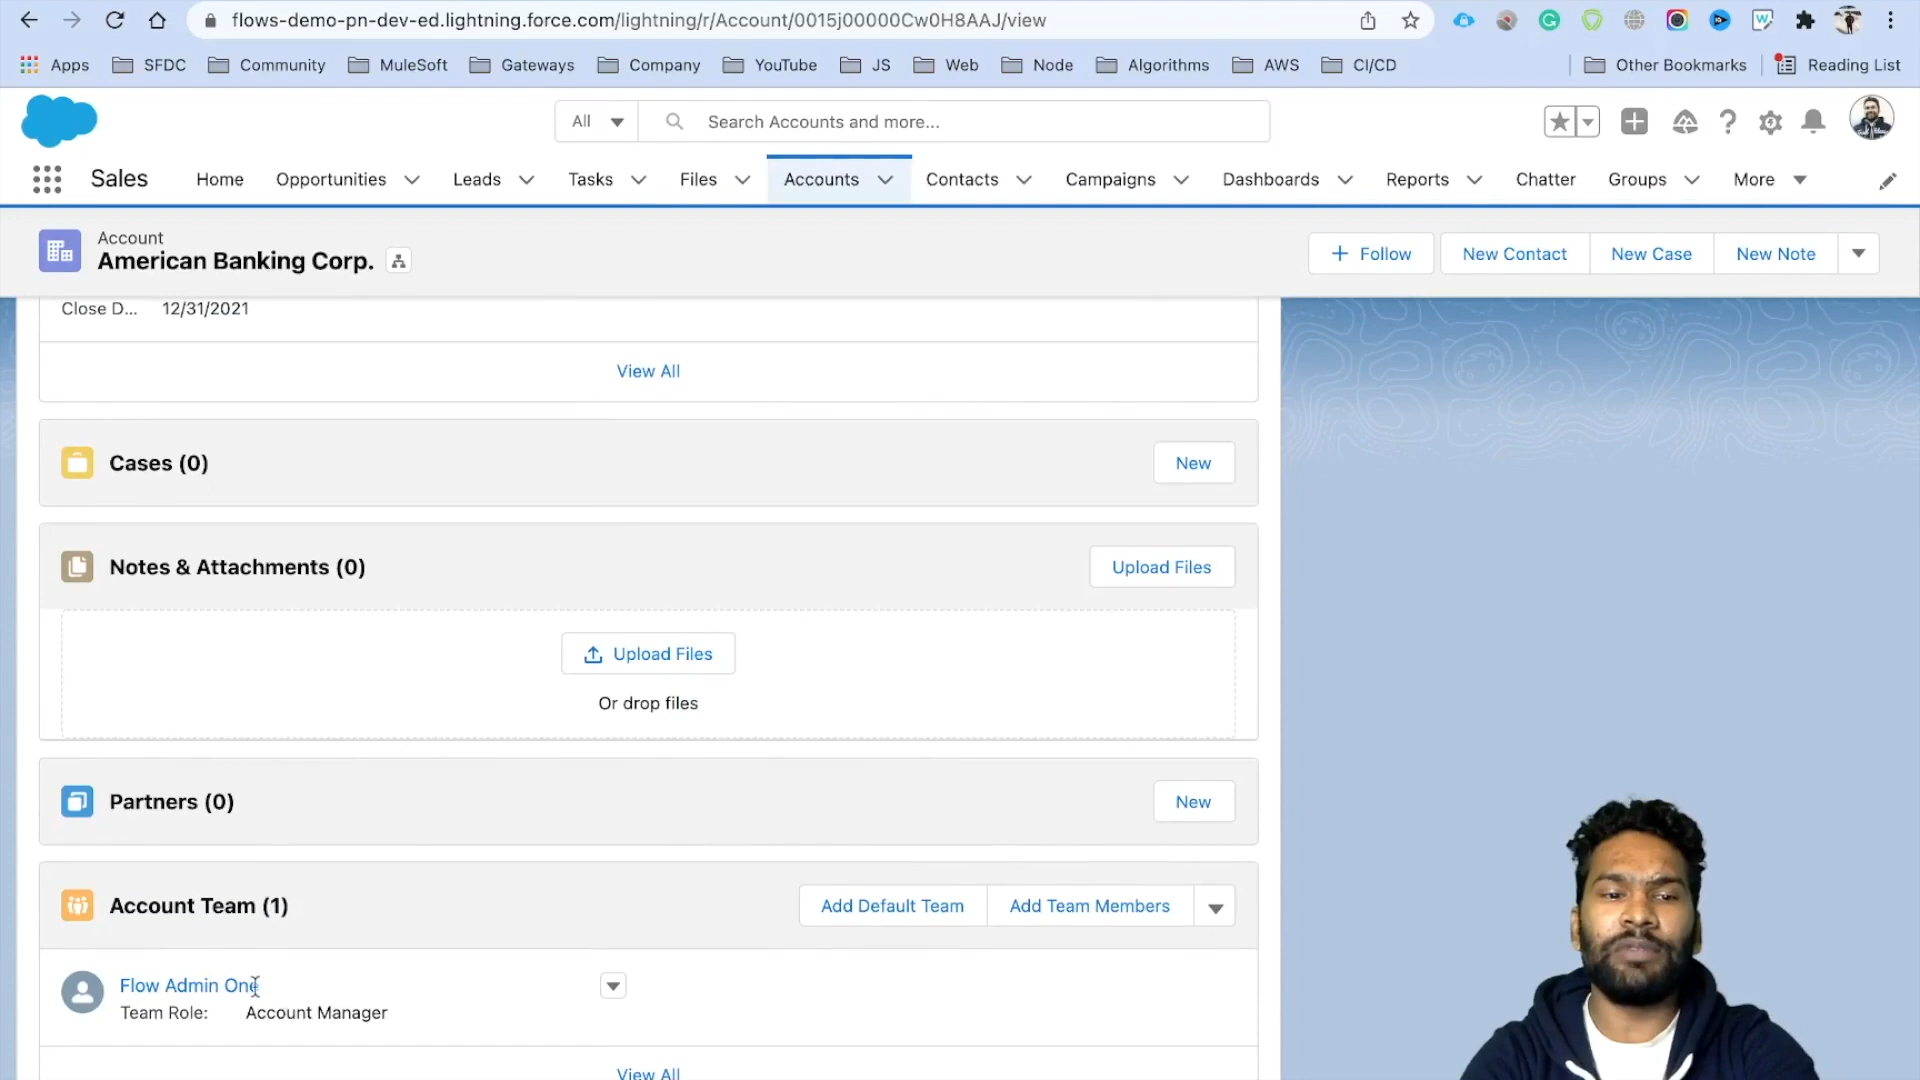 flows-demo-pn-dev-ed.lightning.force.com/lightning/r/Account/0015j00000Cw0H8AAJ/view
Apps SFDC Community MuleSoft Gateways Company YouTube JS Web Node Algorithms AWS CI/CD Other Bookmarks Reading List
All Search Accounts and more...
Sales Home Opportunities Leads Tasks Files Accounts Contacts Campaigns Dashboards Reports Chatter Groups More
Account
American Banking Corp.
Follow New Contact New Case New Note
Close D... 12/31/2021
View All
Cases (0) New
Notes & Attachments (0) Upload Files
Upload Files
Or drop files
Partners (0) New
Account Team (1) Add Default Team Add Team Members
Flow Admin One
Team Role: Account Manager
View All